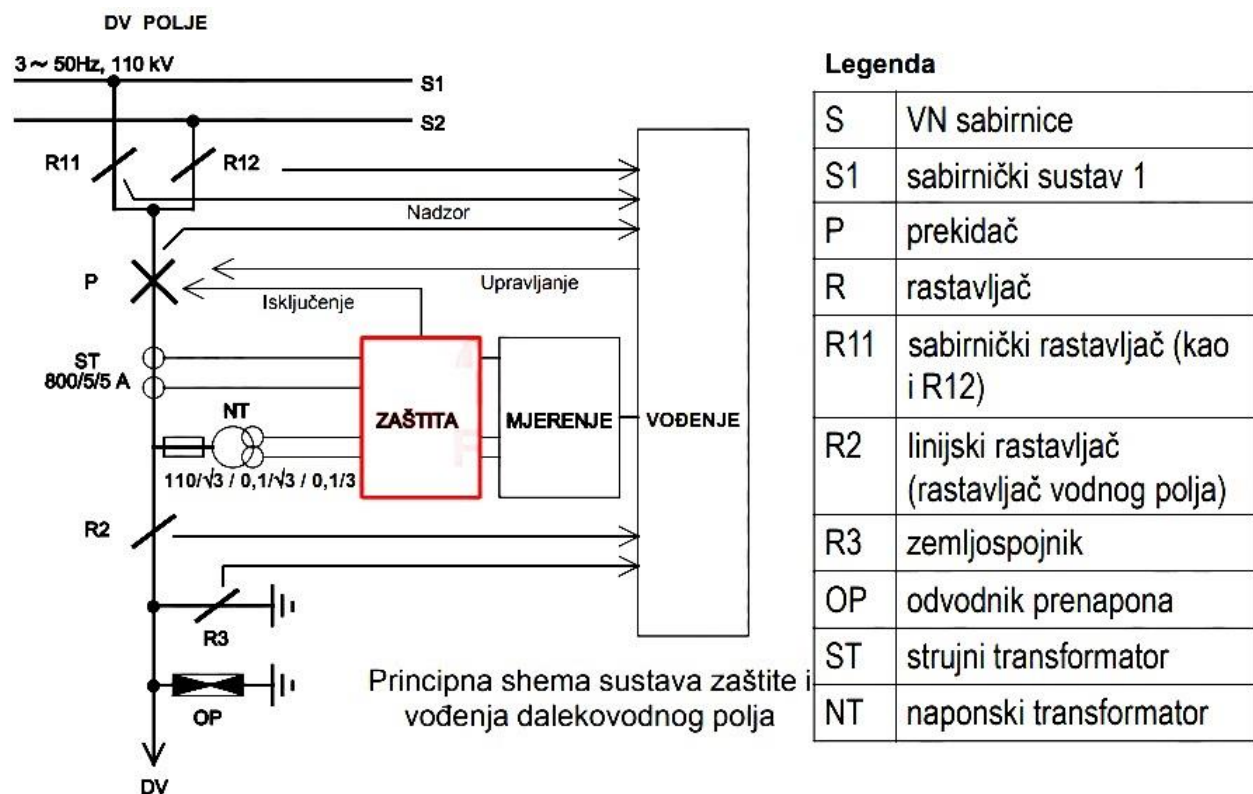 DV POLJE
3 ~ 50Hz, 110 kV
S1
S2
R11
R12
Nadzor
P
Upravljanje
Isključenje
ST
800/5/5 A
NT
ZAŠTITA
MJERENJE
VOĐENJE
110/√3 / 0,1/√3 / 0,1/3
R2
R3
OP
DV
Principna shema sustava zaštite i
vođenja dalekovodnog polja
Legenda
S VN sabirnice
S1 sabirnički sustav 1
P prekidač
R rastavljač
R11 sabirnički rastavljač (kao
i R12)
R2 linijski rastavljač
(rastavljač vodnog polja)
R3 zemljospojnik
OP odvodnik prenapona
ST strujni transformator
NT naponski transformator